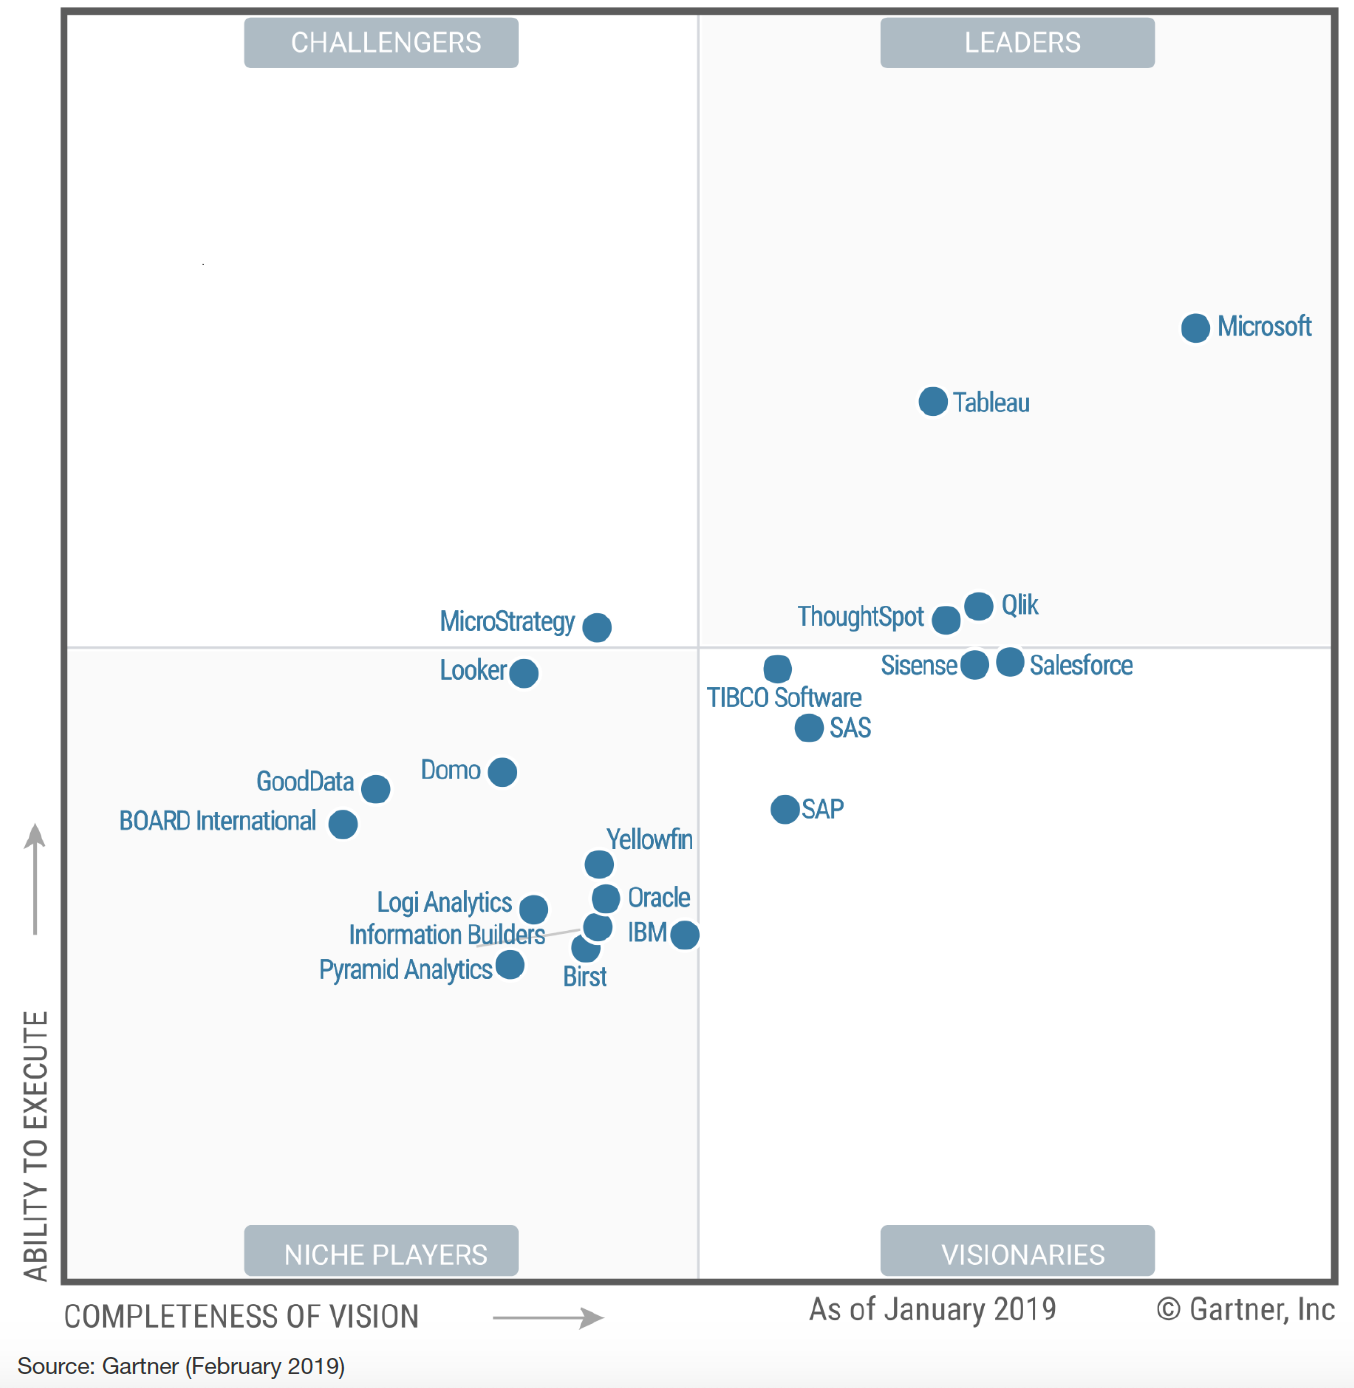 CHALLENGERS
LEADERS
Microsoft
Tableau
MicroStrategy
ThoughtSpot
Qlik
Looker
Sisense
Salesforce
TIBCO Software
SAS
Domo
GoodData
BOARD International
SAP
Yellowfin
Logi Analytics
Oracle
Information Builders
IBM
Pyramid Analytics
Birst
ABILITY TO EXECUTE
NICHE PLAYERS
VISIONARIES
COMPLETENESS OF VISION
As of January 2019
© Gartner, Inc
Source: Gartner (February 2019)